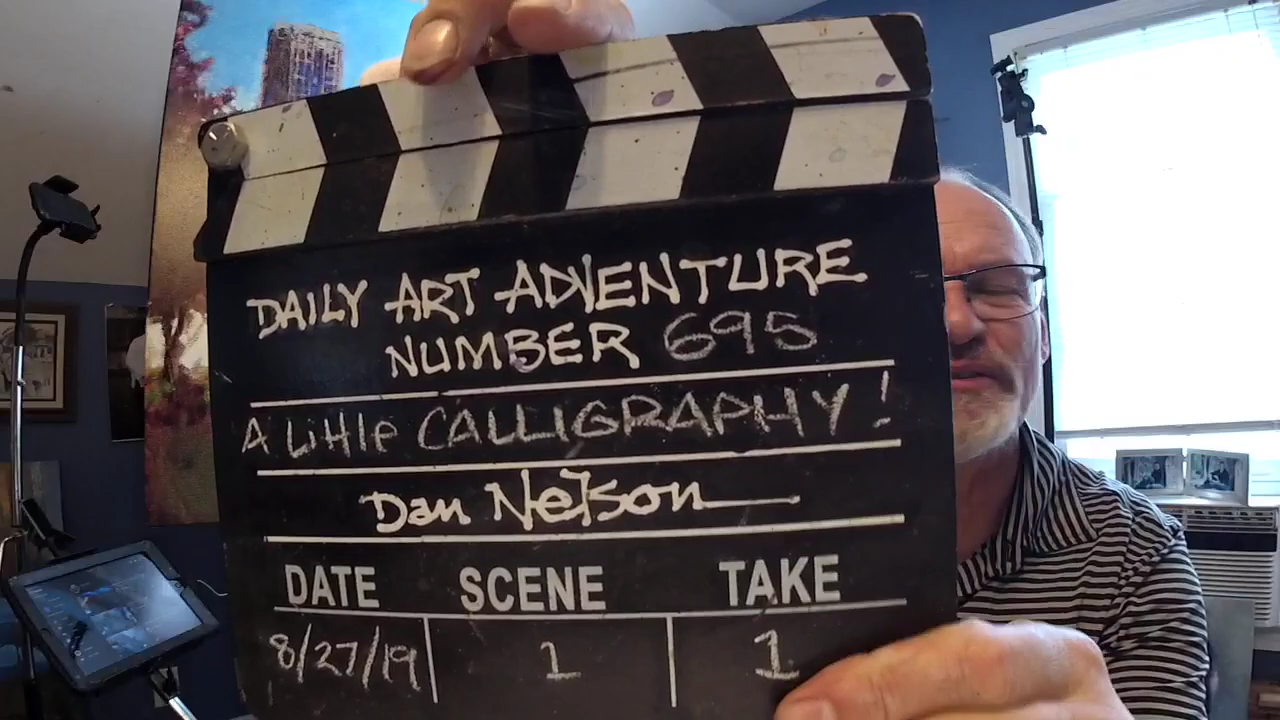 DAILY ART ADVENTURE
NUMBER 695
A LittlE CALLIGRAPHY!
Dan Nelson
DATE SCENE TAKE
8/27/19 1 1